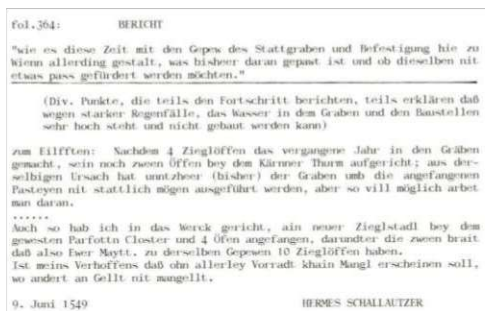 fol.364: BERICHT
"wie es diese Zeit mit den Gepew des Stattgraben und Befestigung hie zu
Wienn allerding gestalt, was bisheer daran gepawt ist und ob dieselben nit
etwas pass gefürdert werden möchten."
(Div. Punkte, die teils den Fortschritt berichten, teils erklären daß
wegen starker Regenfälle, das Wasser in dem Graben und den Baustellen
sehr hoch steht und nicht gebaut werden kann)
zum Eilfften: Nachdem 4 Zieglöffen das vergangene Jahr in den Gräben
gemacht, sein noch zween Öffen bey dem Kärnner Thurm aufgericht; aus der-
selbigen Ursach hat unntzheer (bisher) der Graben umb die angefangenen
Pasteyen nit stattlich mögen ausgeführt werden, aber so vill möglich arbet
man daran.
......
Auch so hab ich in das Werck gericht, ain neuer Zieglstadl bey dem
gewesten Parfottn Closter und 4 Öfen angefangen, darundter die zween brait
daß also Ewer Maytt. zu derselben Gepewen 10 Zieglöffen haben.
Ist meins Verhoffens daß ohn allerley Vorradt khain Mangl erscheinen soll,
wo andert an Gellt nit mangellt.
9. Juni 1549 HERMES SCHALLAUTZER